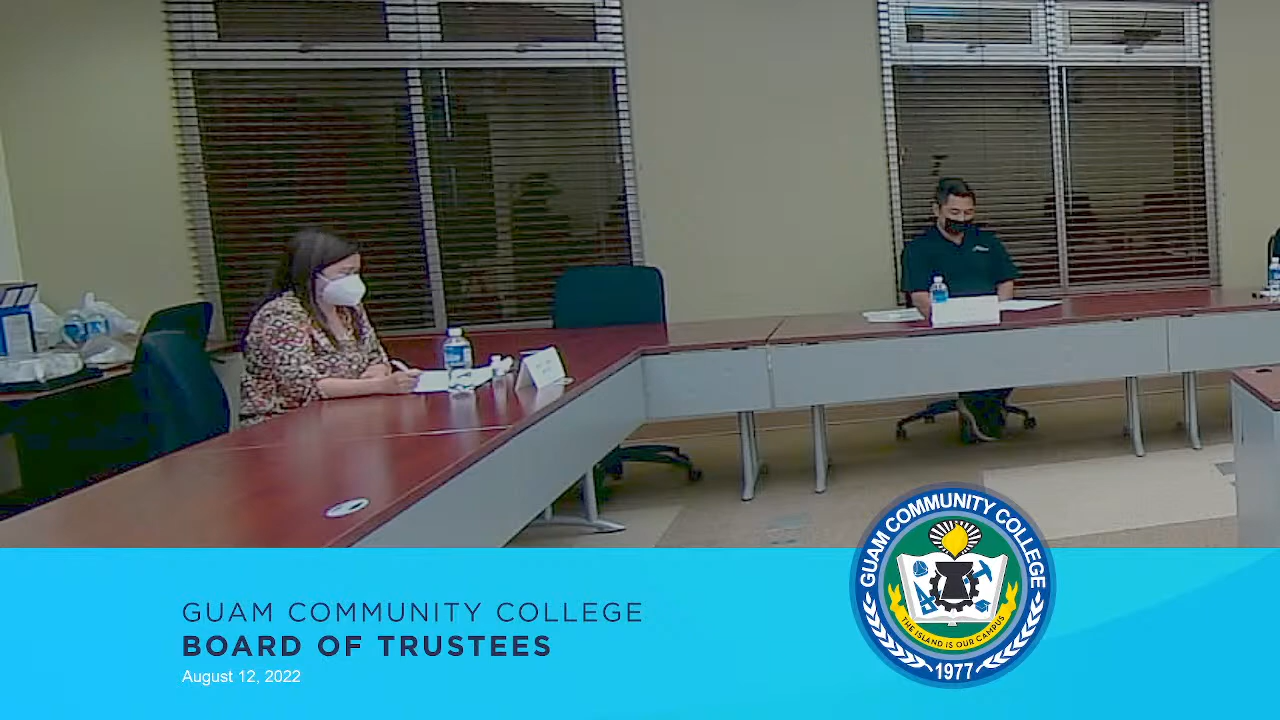 GUAM COMMUNITY COLLEGE
BOARD OF TRUSTEES
August 12, 2022
GUAM COMMUNITY COLLEGE
THE ISLAND IS OUR CAMPUS
1977